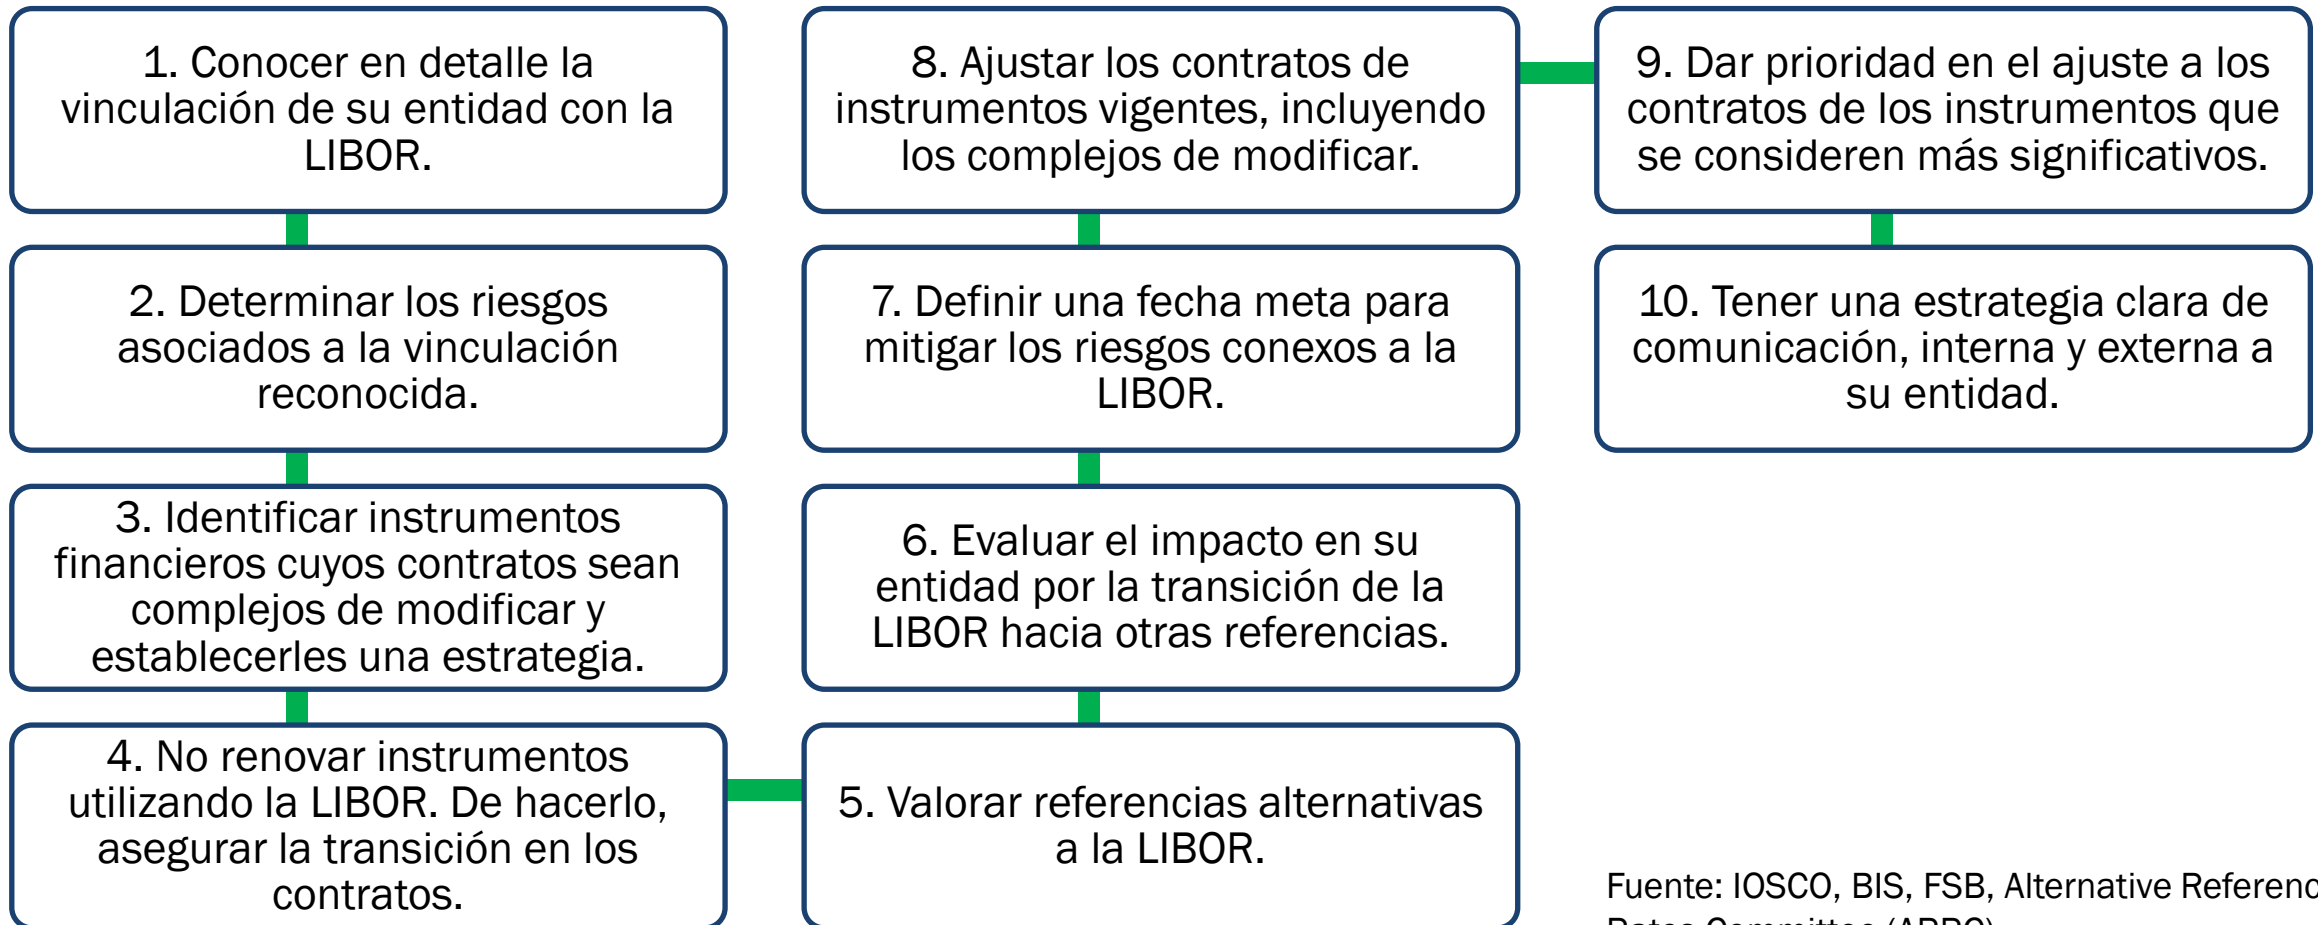 1. Conocer en detalle la
vinculación de su entidad con la
LIBOR.
2. Determinar los riesgos
asociados a la vinculación
reconocida.
3. Identificar instrumentos
financieros cuyos contratos sean
complejos de modificar y
establecerles una estrategia.
4. No renovar instrumentos
utilizando la LIBOR. De hacerlo,
asegurar la transición en los
contratos.
5. Valorar referencias alternativas
a la LIBOR.
6. Evaluar el impacto en su
entidad por la transición de la
LIBOR hacia otras referencias.
7. Definir una fecha meta para
mitigar los riesgos conexos a la
LIBOR.
8. Ajustar los contratos de
instrumentos vigentes, incluyendo
los complejos de modificar.
9. Dar prioridad en el ajuste a los
contratos de los instrumentos que
se consideren más significativos.
10. Tener una estrategia clara de
comunicación, interna y externa a
su entidad.
Fuente: IOSCO, BIS, FSB, Alternative Referenc
Rates Committee (ARRC)